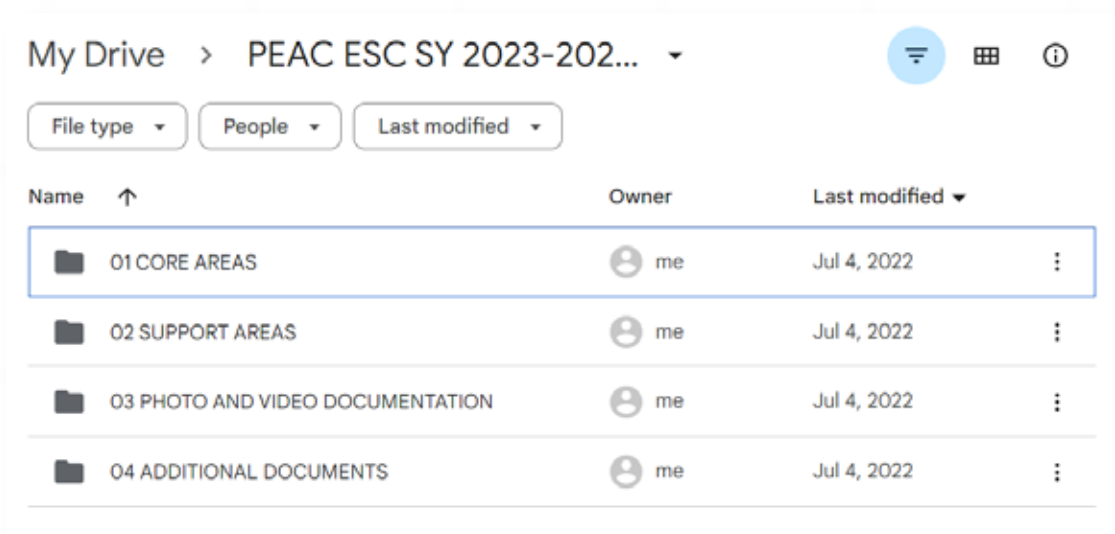 My Drive > PEAC ESC SY 2023-202...
File type People Last modified
Name Owner Last modified
01 CORE AREAS me Jul 4, 2022
02 SUPPORT AREAS me Jul 4, 2022
03 PHOTO AND VIDEO DOCUMENTATION me Jul 4, 2022
04 ADDITIONAL DOCUMENTS me Jul 4, 2022